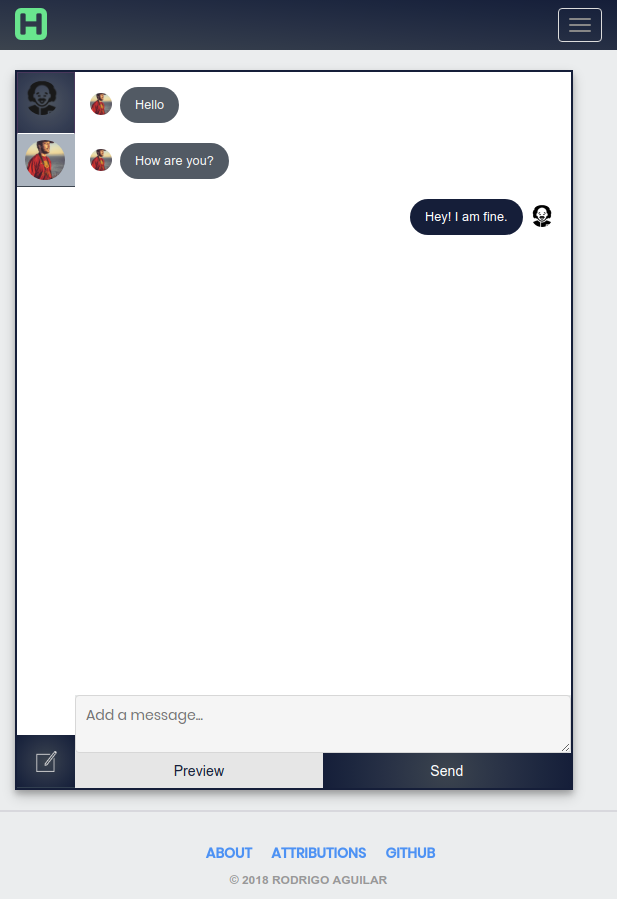 H
Hello
How are you?
Hey! I am fine.
Add a message...
Preview Send
ABOUT ATTRIBUTIONS GITHUB
© 2018 RODRIGO AGUILAR